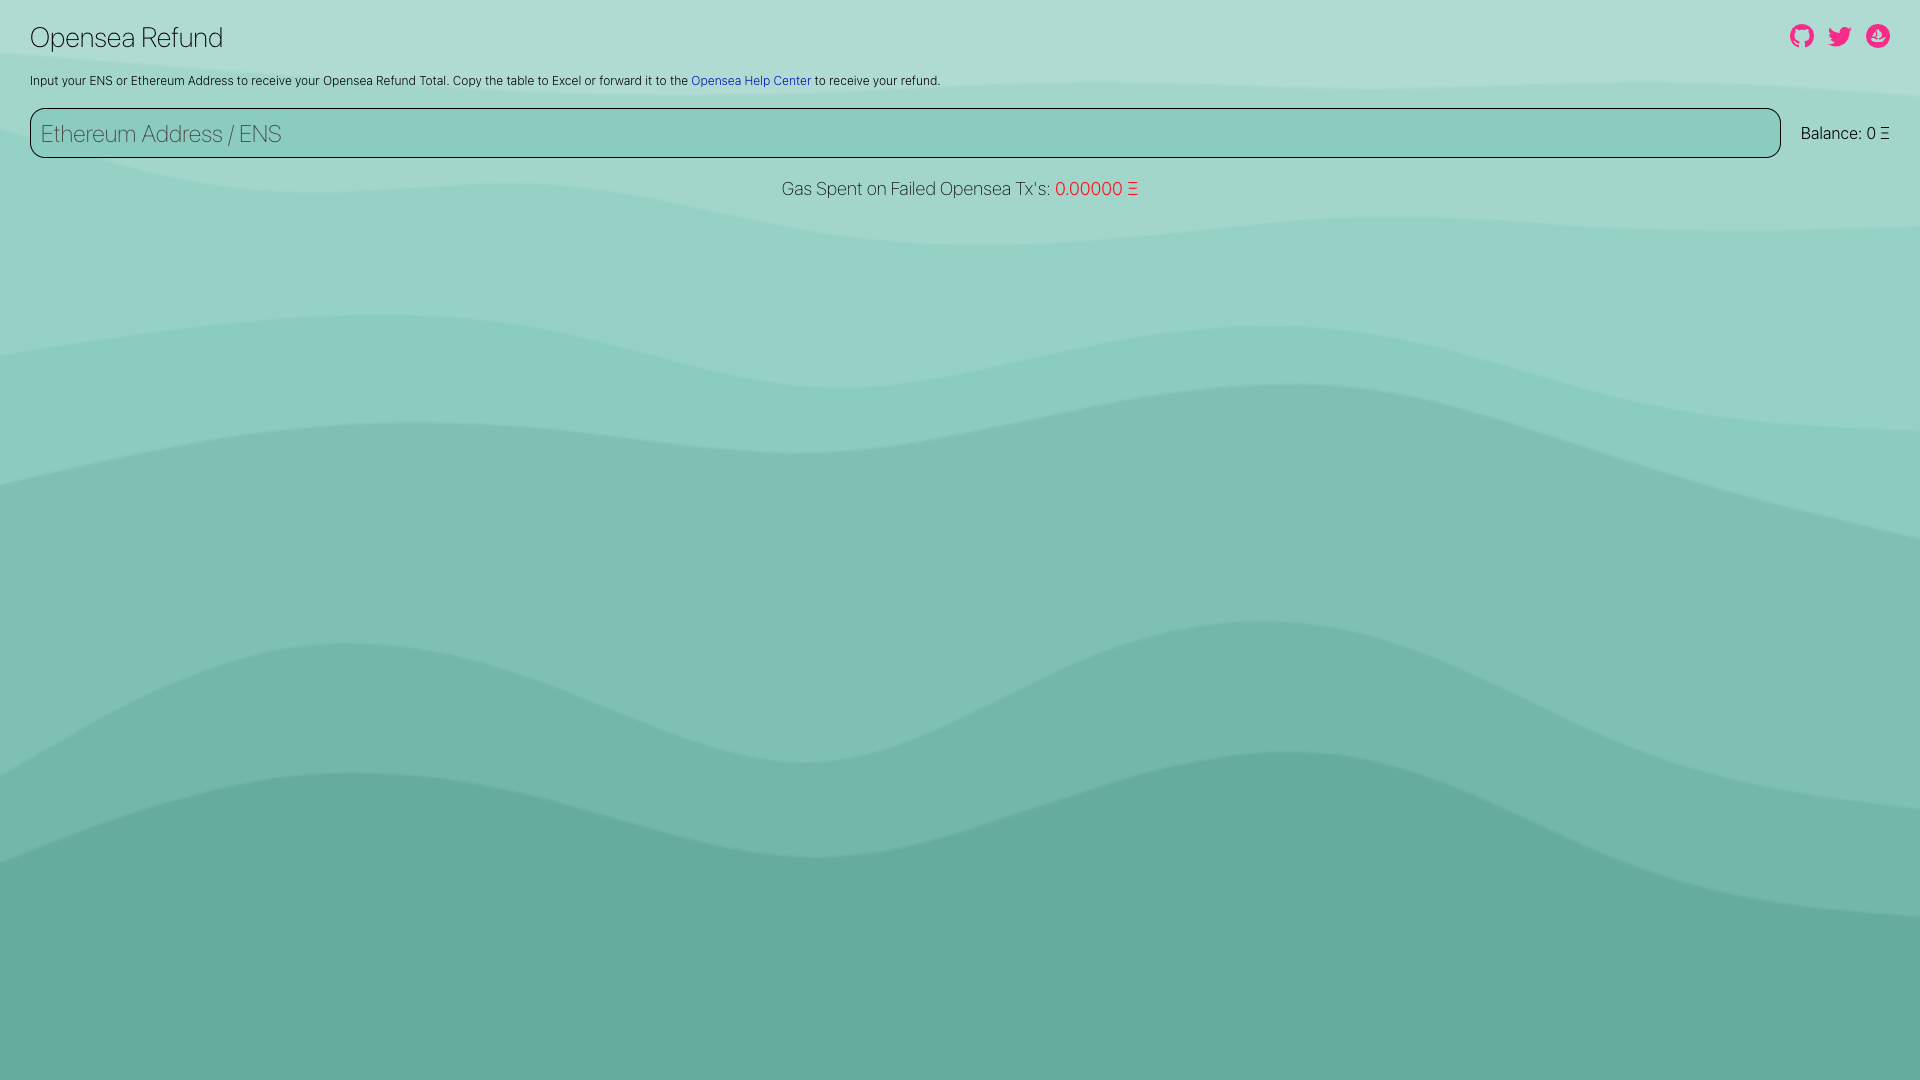 Opensea Refund
Input your ENS or Ethereum Address to receive your Opensea Refund Total. Copy the table to Excel or forward it to the Opensea Help Center to receive your refund.
Ethereum Address / ENS
Balance: 0 Ξ
Gas Spent on Failed Opensea Tx's: 0.00000 Ξ